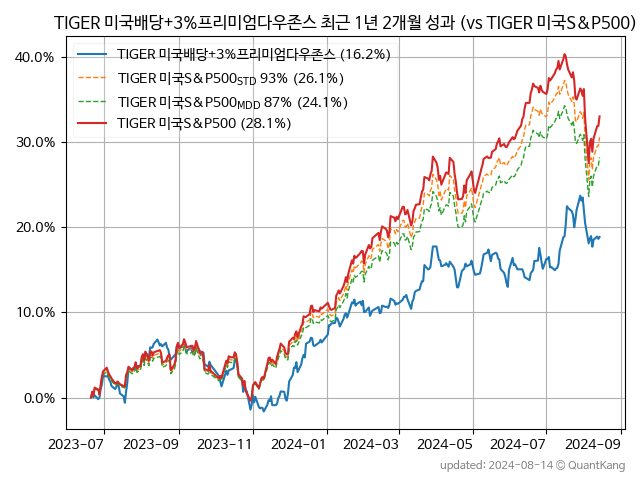 TIGER 미국배당+3%프리미엄다우존스 최근 1년 2개월 성과 (vs TIGER 미국S&P500)
TIGER 미국배당+3%프리미엄다우존스 (16.2%)
TIGER 미국S&P500STD 93% (26.1%)
TIGER 미국S&P500MDD 87% (24.1%)
TIGER 미국S&P500 (28.1%)
40.0%
30.0%
20.0%
10.0%
0.0%
2023-07 2023-09 2023-11 2024-01 2024-03 2024-05 2024-07 2024-09
updated: 2024-08-14 © QuantKang